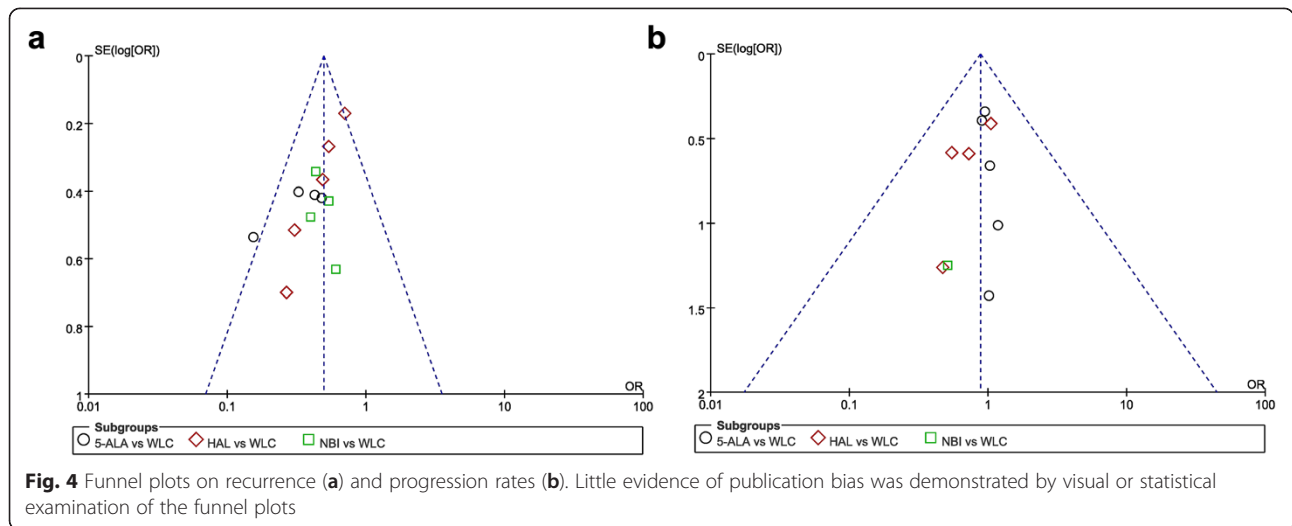 a
SE(log[OR])
0
0.2
0.4
0.6
0.8
1
0.01
0.1
1
10
100
OR
Subgroups
5-ALA vs WLC
HAL vs WLC
NBI vs WLC
b
SE(log[OR])
0
0.5
1
1.5
2
0.01
0.1
1
10
100
OR
Subgroups
5-ALA vs WLC
HAL vs WLC
NBI vs WLC
Fig. 4 Funnel plots on recurrence (a) and progression rates (b). Little evidence of publication bias was demonstrated by visual or statistical
examination of the funnel plots